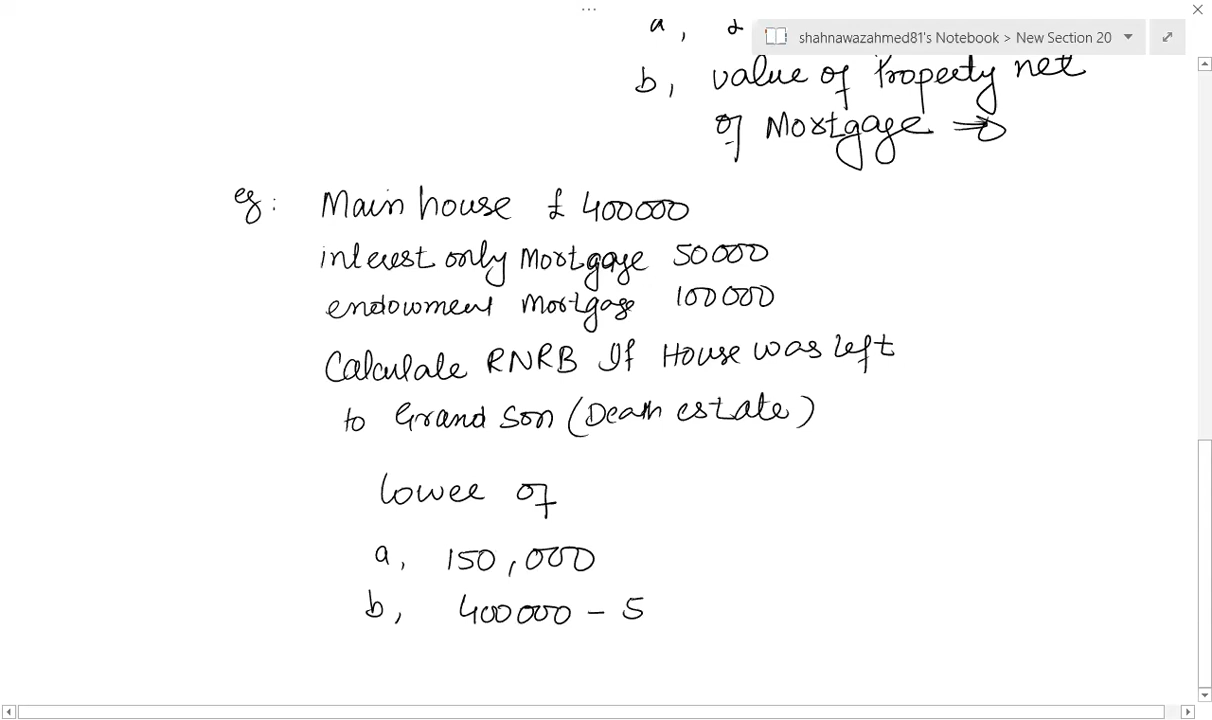 a,
shahnawazahmed81's Notebook > New Section 20
b, value of Property net
of Mortgage
eg: Main house £ 400000
interest only Mortgage 50000
endowment Mortgage 100000
Calculate RNRB If House was left
to Grand Son (Death estate)
lower of
a, 150,000
b, 400000 - 5